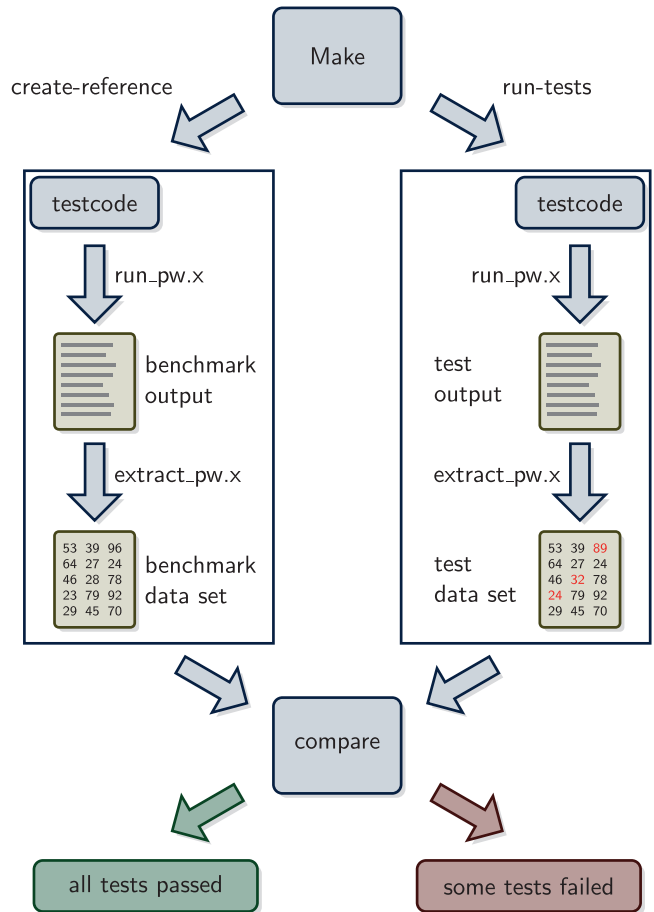 Make
create-reference
run-tests
testcode
run_pw.x
benchmark
output
extract_pw.x
53 39 96
64 27 24
46 28 78
23 79 92
29 45 70
benchmark
data set
testcode
run_pw.x
test
output
extract_pw.x
test
data set
53 39 89
64 27 24
46 32 78
24 79 92
29 45 70
compare
all tests passed
some tests failed